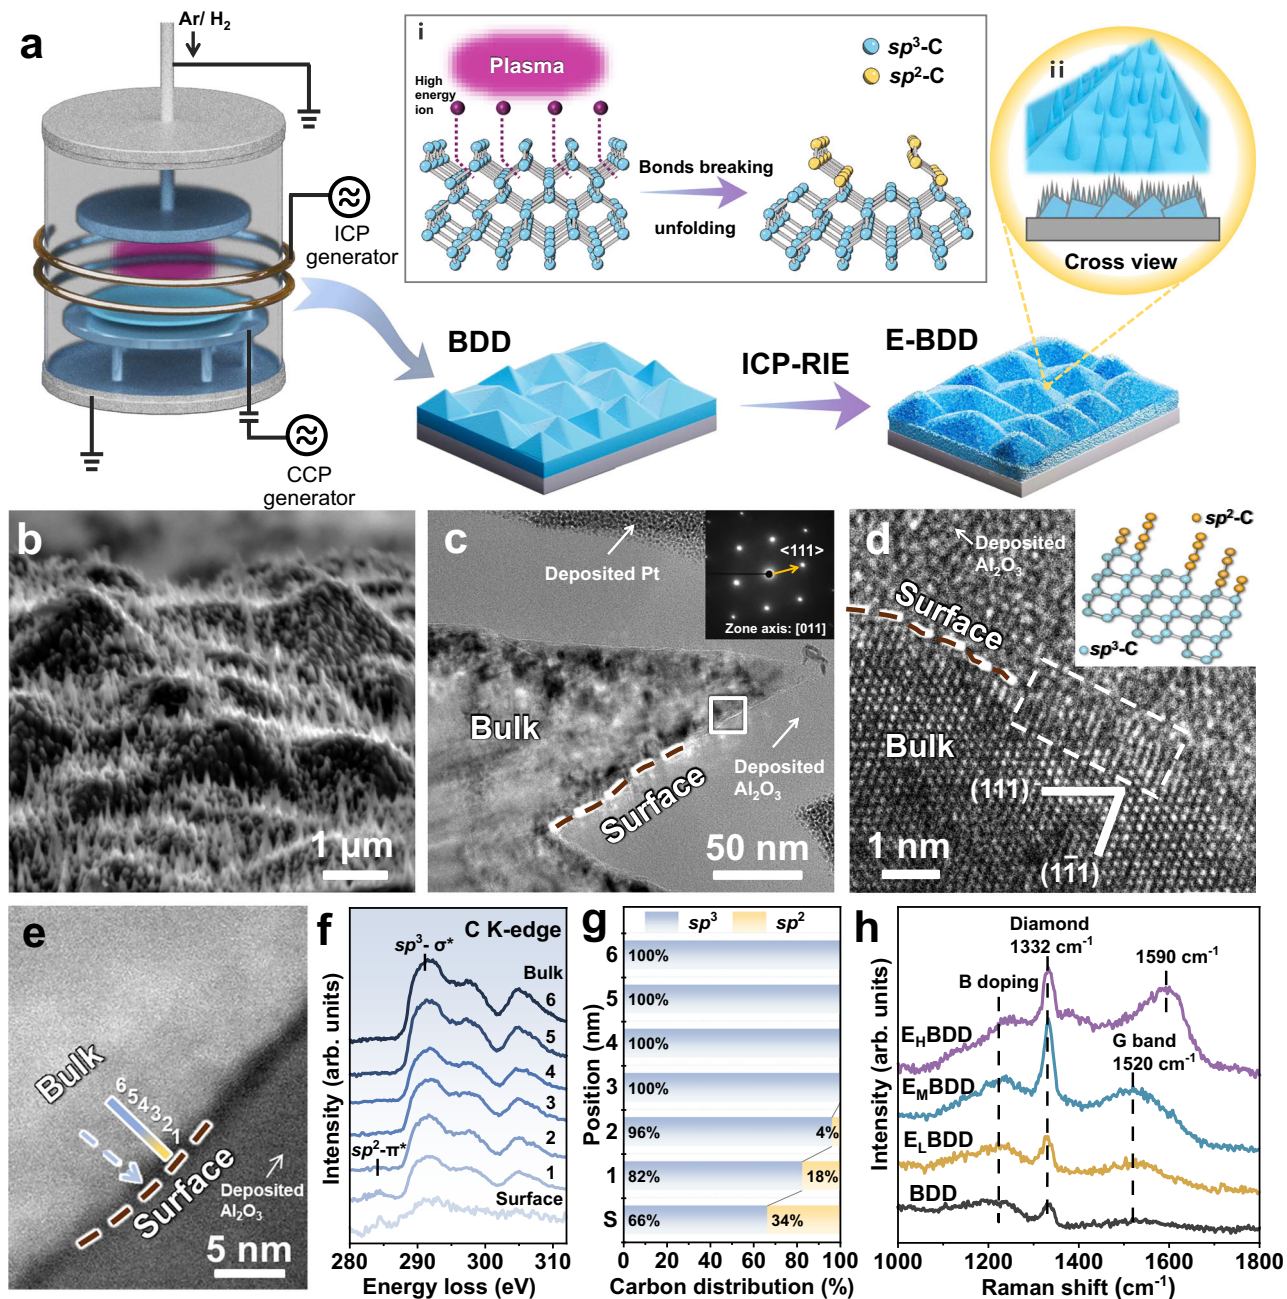 a
Ar/ H₂
ICP
generator
CCP
generator
i
Plasma
High
energy
ion
sp³-C
sp²-C
Bonds breaking
unfolding
ii
Cross view
BDD
ICP-RIE
E-BDD
b
1 µm
c
Deposited Pt
<111>
Zone axis: [011]
Bulk
Surface
Deposited
Al₂O₃
50 nm
d
Deposited
Al₂O₃
sp²-C
sp³-C
Surface
Bulk
(111)
(11̄1)
1 nm
e
Bulk
6
5
4
3
2
1
Surface
Deposited
Al₂O₃
5 nm
f
C K-edge
sp³- σ*
Bulk
6
5
4
3
2
1
sp²-π*
Surface
Intensity (arb. units)
280 290 300 310
Energy loss (eV)
g
sp³ sp²
6 100%
5 100%
4 100%
3 100%
2 96% 4%
1 82% 18%
S 66% 34%
Position (nm)
0 20 40 60 80 100
Carbon distribution (%)
h
Diamond
1332 cm⁻¹
1590 cm⁻¹
B doping
G band
1520 cm⁻¹
E_HBDD
E_MBDD
E_LBDD
BDD
Intensity (arb. units)
1000 1200 1400 1600 1800
Raman shift (cm⁻¹)